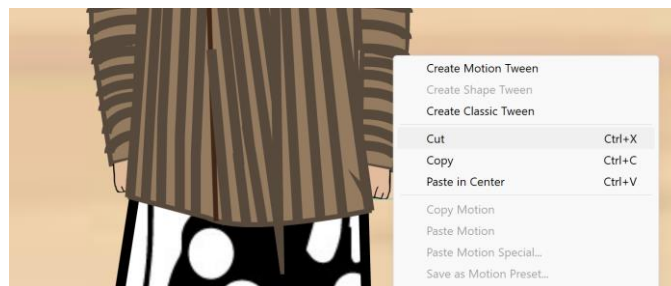 Create Motion Tween
Create Shape Tween
Create Classic Tween
Cut Ctrl+X
Copy Ctrl+C
Paste in Center Ctrl+V
Copy Motion
Paste Motion
Paste Motion Special...
Save as Motion Preset...